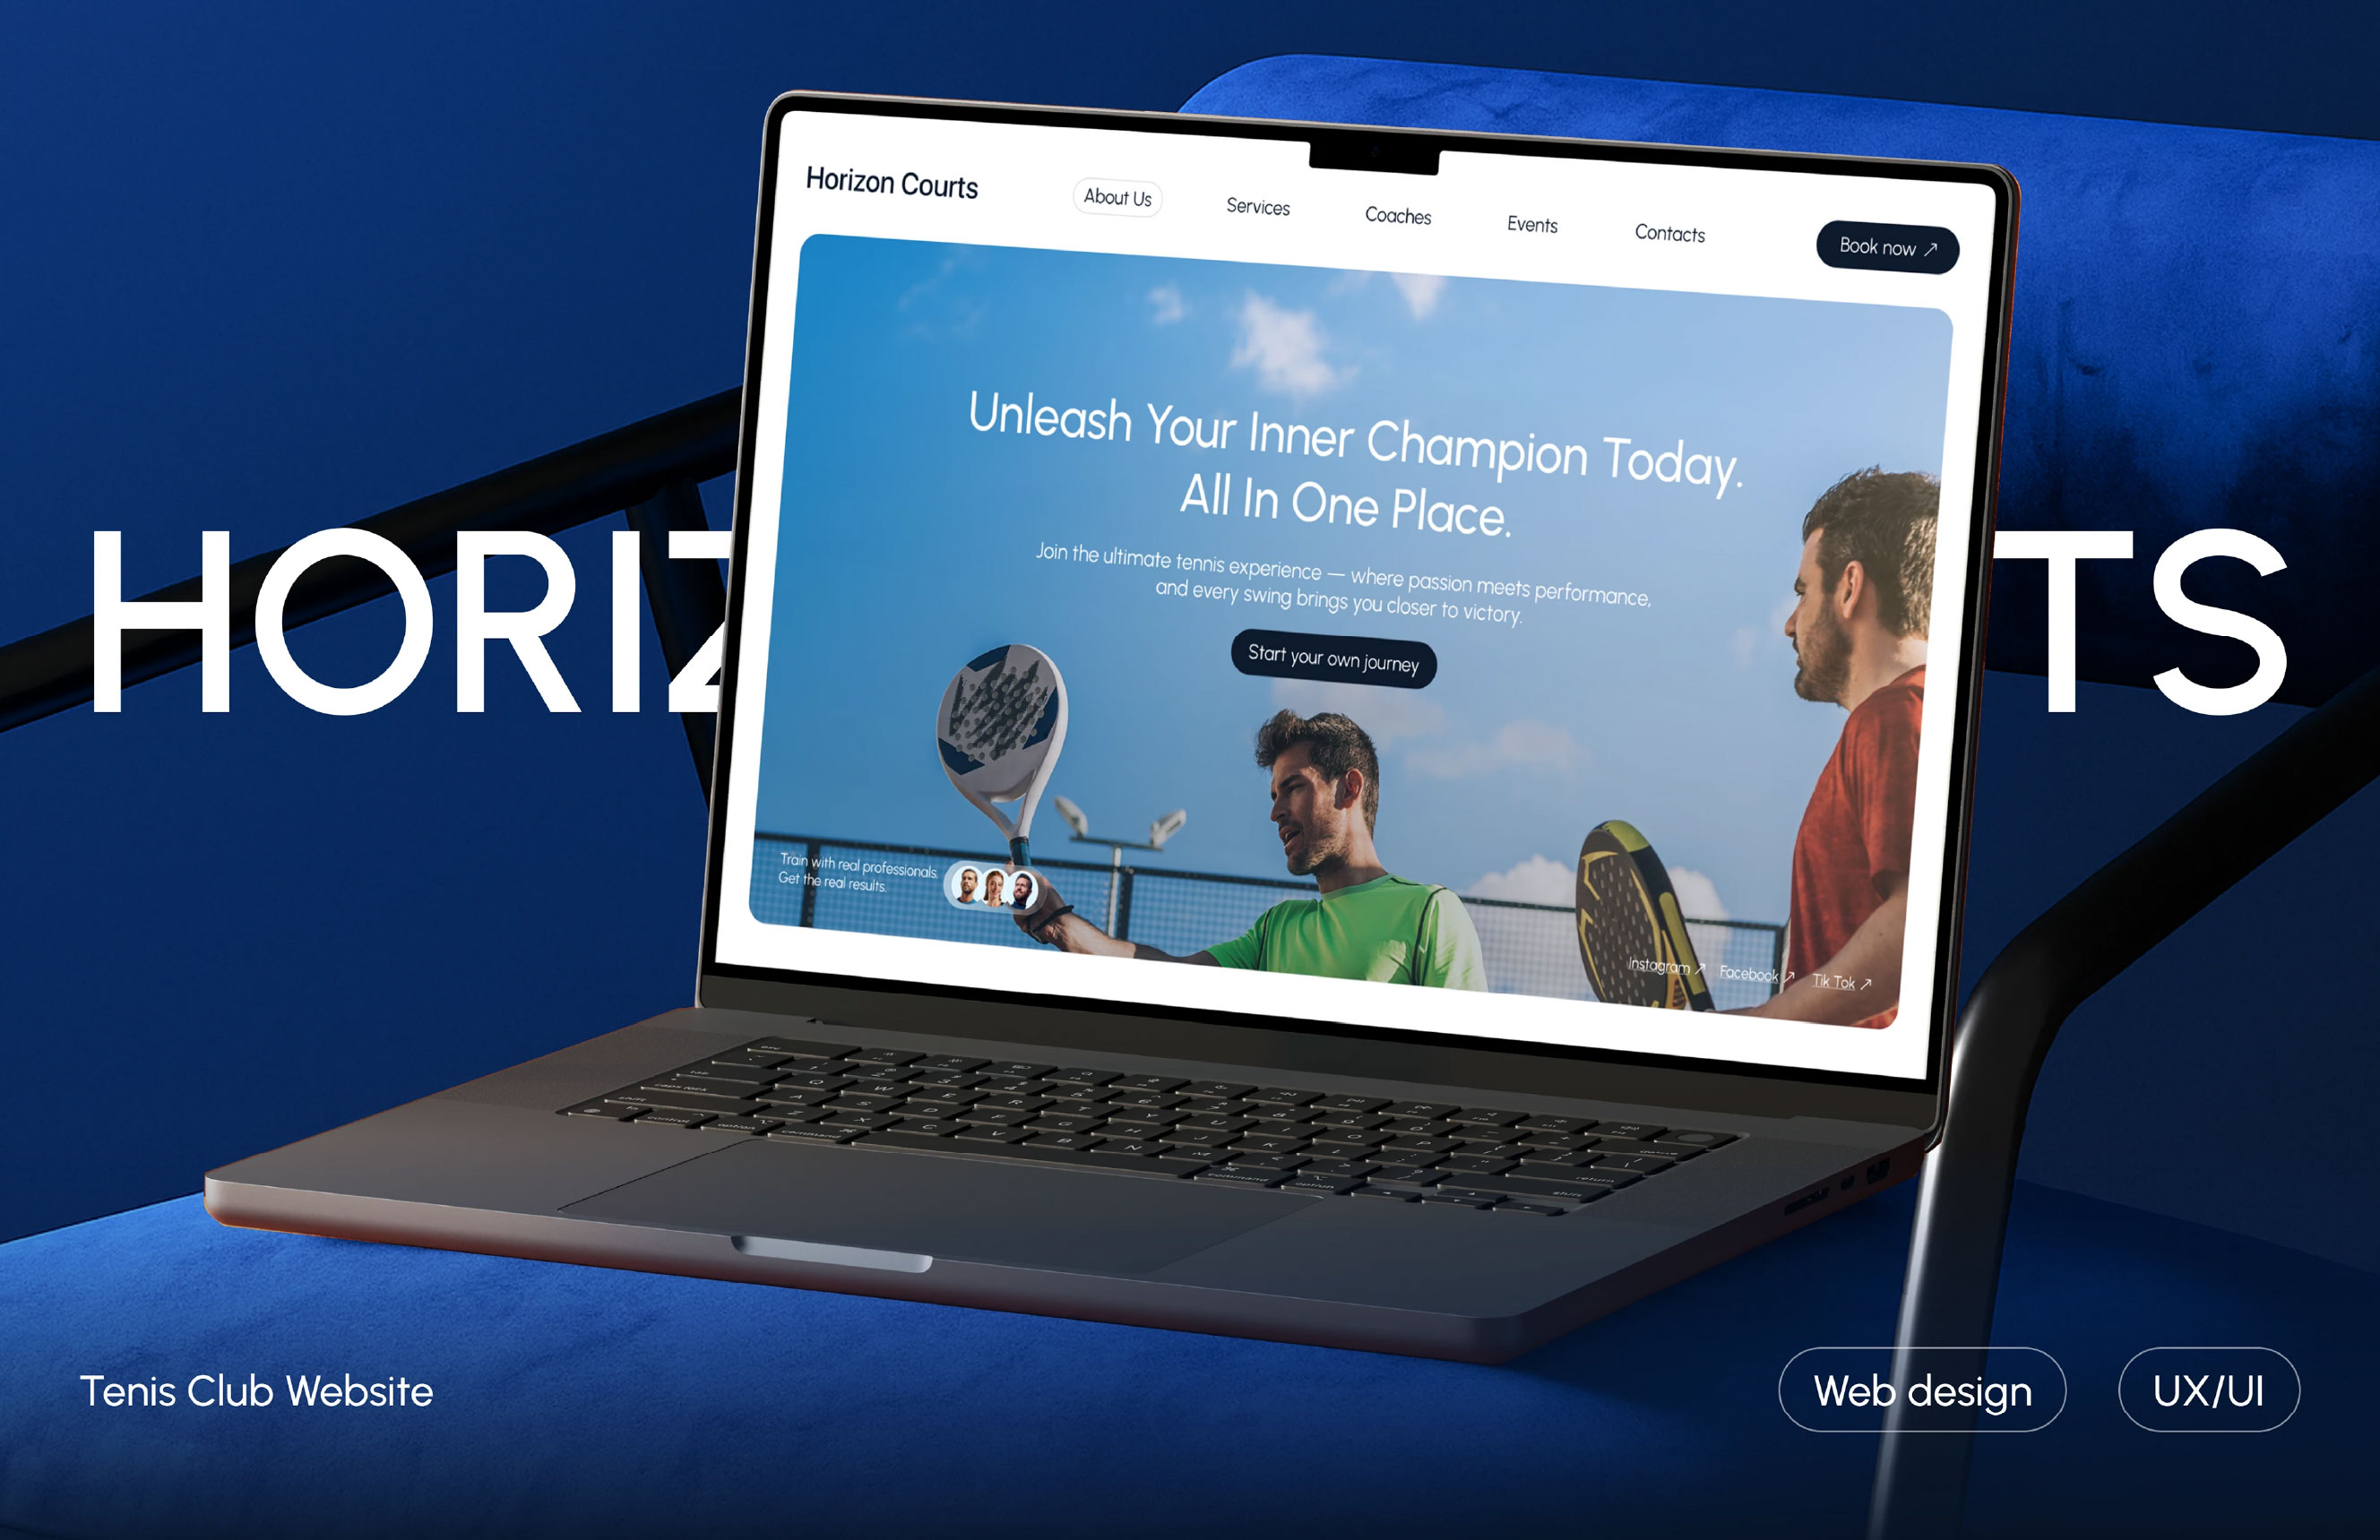 Horizon Courts
About Us
Services
Coaches
Events
Contacts
Book now ↗
Unleash Your Inner Champion Today.
All In One Place.
Join the ultimate tennis experience — where passion meets performance,
and every swing brings you closer to victory.
Start your own journey
HORIZ
TS
Train with real professionals.
Get the real results.
Instagram ↗
Facebook ↗
Tik Tok ↗
Tenis Club Website
Web design
UX/UI